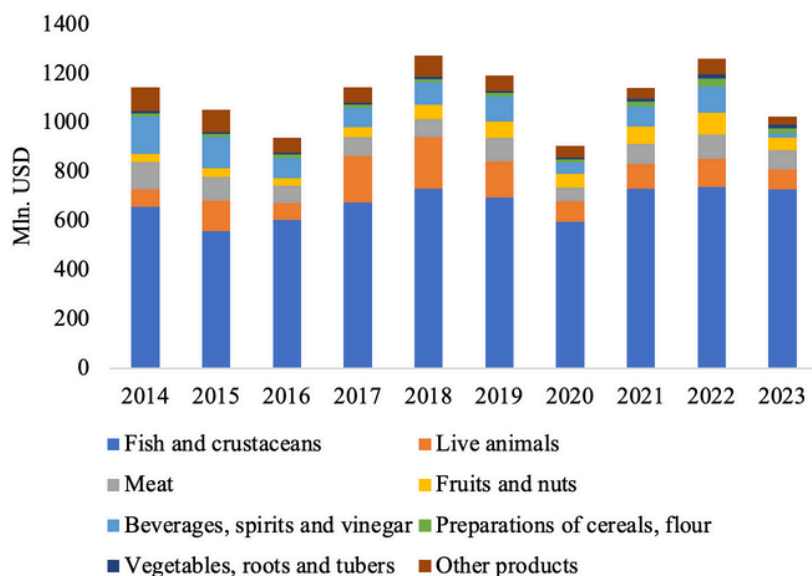 1400
1200
1000
800
600
400
200
0
Mln. USD
2014 2015 2016 2017 2018 2019 2020 2021 2022 2023
Fish and crustaceans Live animals
Meat Fruits and nuts
Beverages, spirits and vinegar Preparations of cereals, flour
Vegetables, roots and tubers Other products